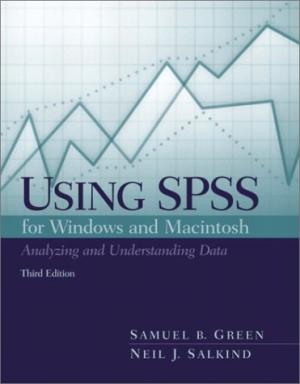 USING SPSS
for Windows and Macintosh
Analyzing and Understanding Data
Third Edition
SAMUEL B. GREEN
NEIL J. SALKIND